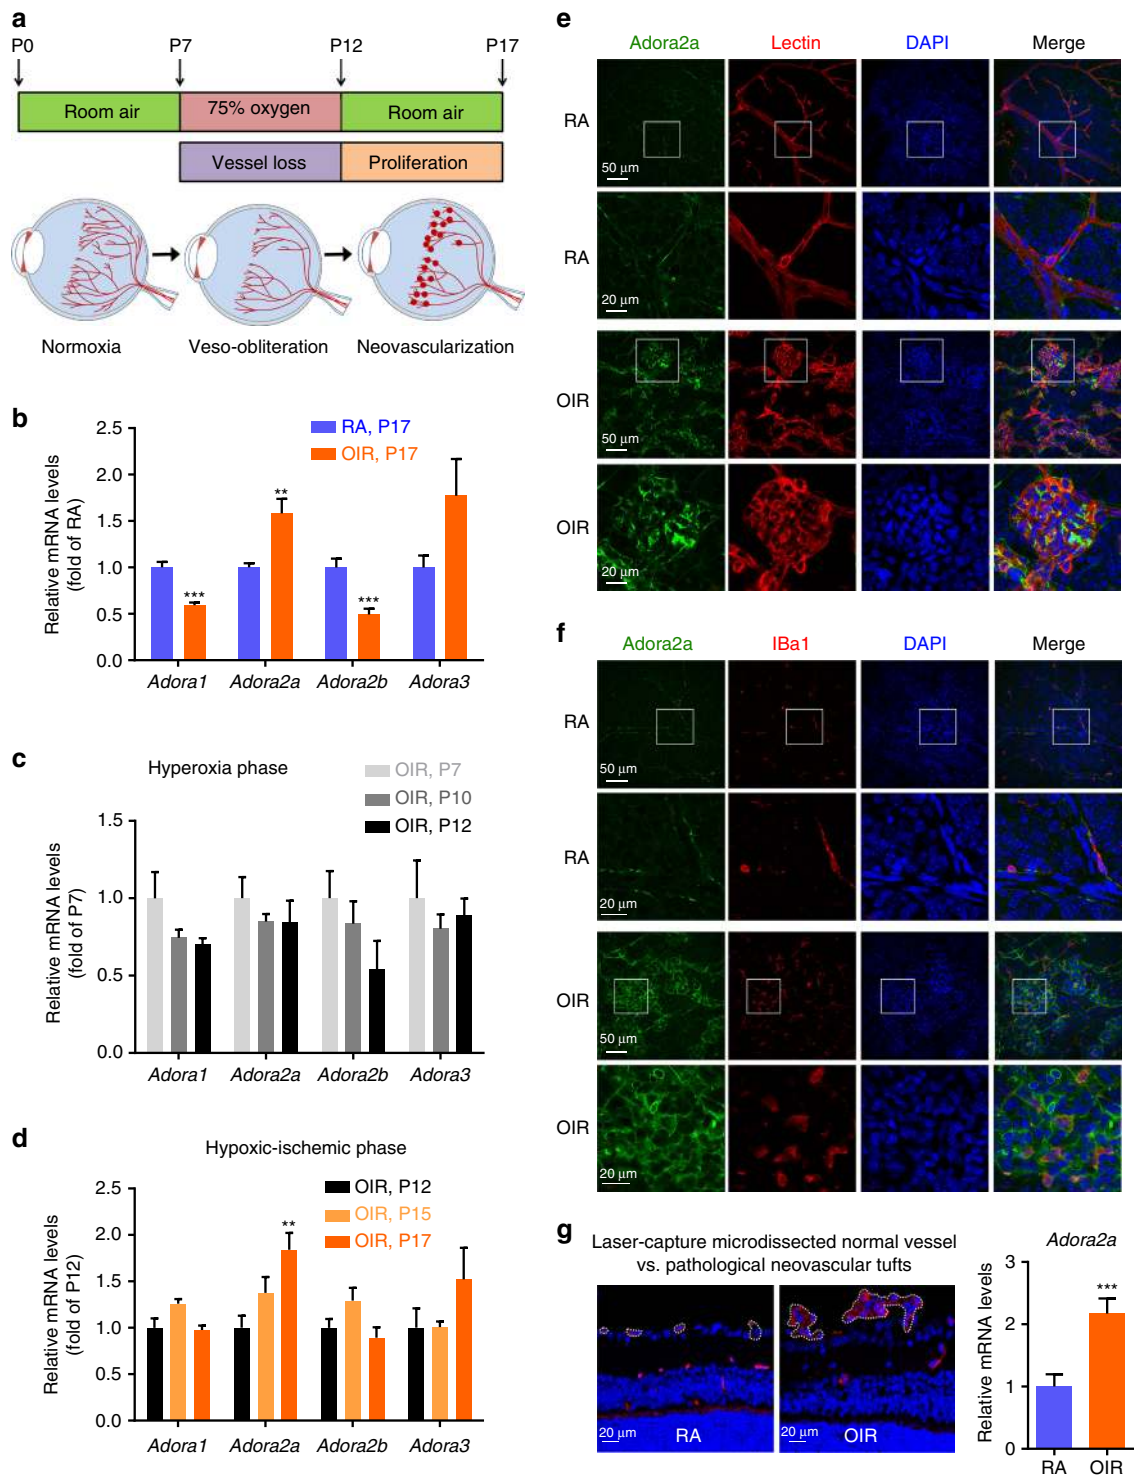 a
P0 P7 P12 P17
Room air 75% oxygen Room air
Vessel loss Proliferation
Normoxia Veso-obliteration Neovascularization
b
2.5
2.0
1.5
1.0
0.5
0.0
Relative mRNA levels
(fold of RA)
RA, P17
OIR, P17
***
**
***
Adora1 Adora2a Adora2b Adora3
c
Hyperoxia phase
OIR, P7
OIR, P10
OIR, P12
1.5
1.0
0.5
0.0
Relative mRNA levels
(fold of P7)
Adora1 Adora2a Adora2b Adora3
d
Hypoxic-ischemic phase
OIR, P12
OIR, P15
OIR, P17
2.5
2.0
1.5
1.0
0.5
0.0
Relative mRNA levels
(fold of P12)
**
Adora1 Adora2a Adora2b Adora3
e
Adora2a Lectin DAPI Merge
RA
50 μm
RA
20 μm
OIR
50 μm
OIR
20 μm
f
Adora2a IBa1 DAPI Merge
RA
50 μm
RA
20 μm
OIR
50 μm
OIR
20 μm
g
Laser-capture microdissected normal vessel
vs. pathological neovascular tufts
20 μm RA
20 μm OIR
Adora2a
3
2
1
0
Relative mRNA levels
***
RA OIR